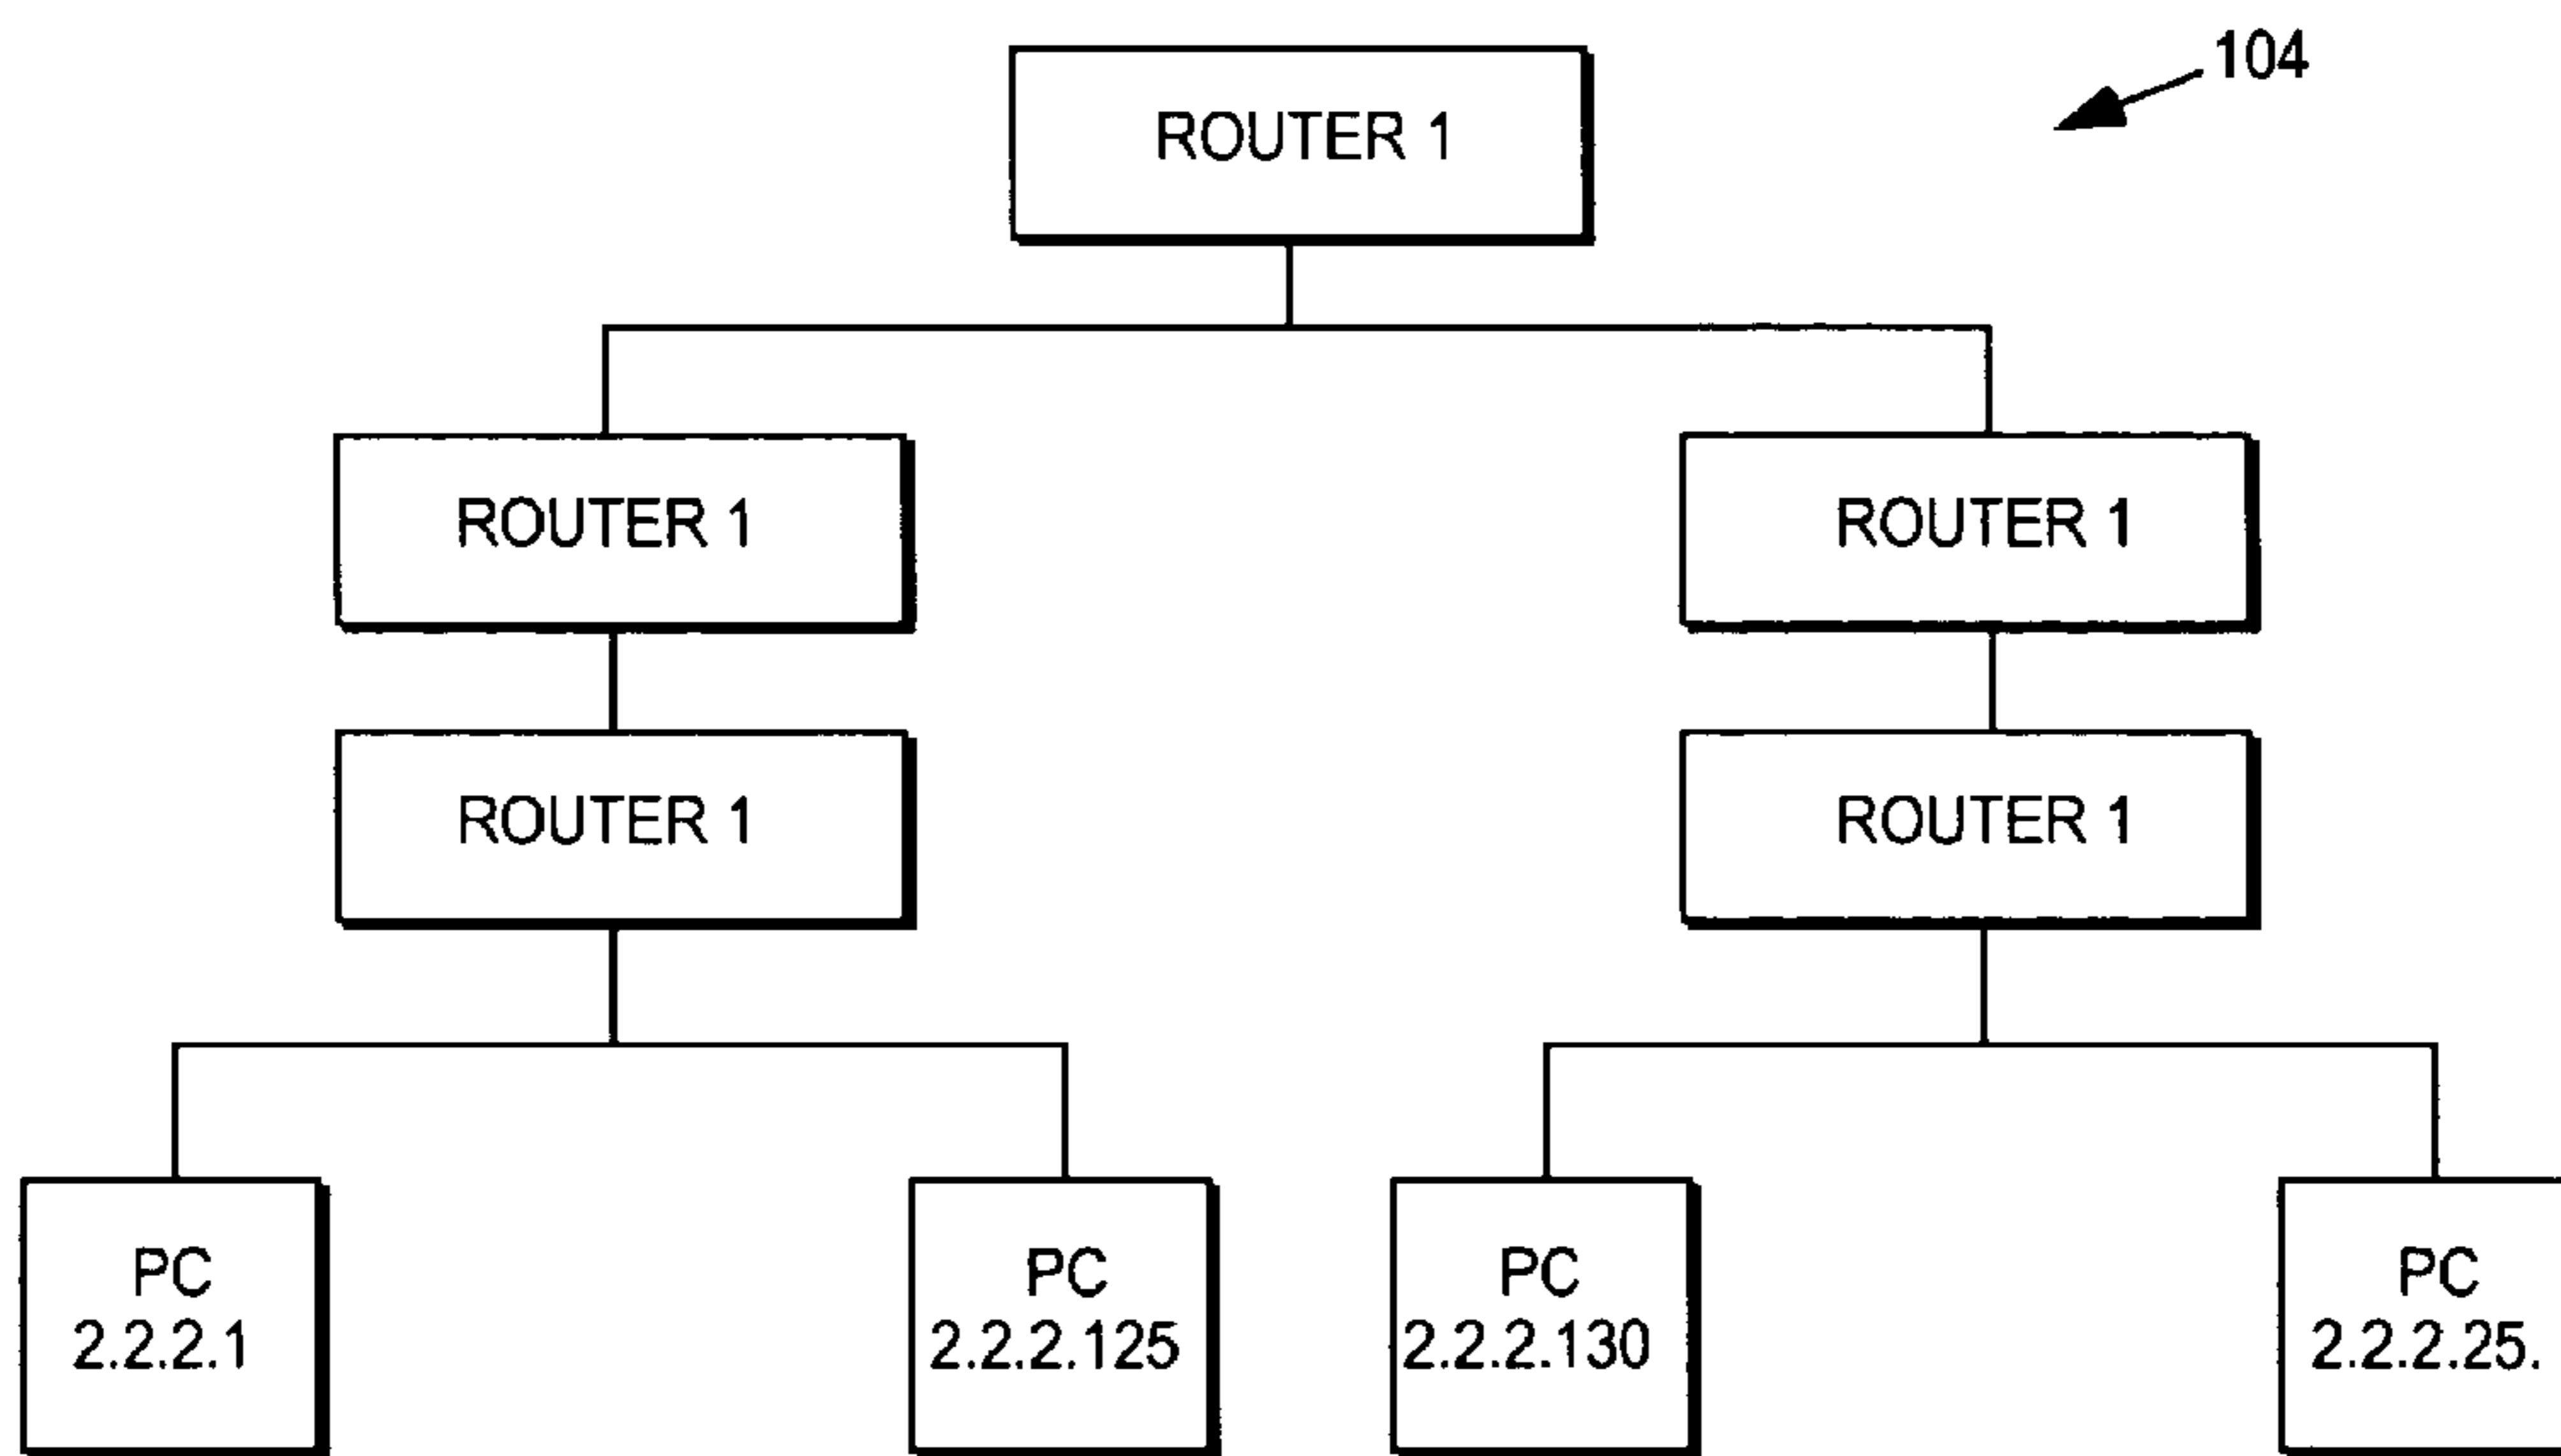 104
ROUTER 1
ROUTER 1
ROUTER 1
ROUTER 1
ROUTER 1
PC
2.2.2.1
PC
2.2.2.125
PC
2.2.2.130
PC
2.2.2.25.